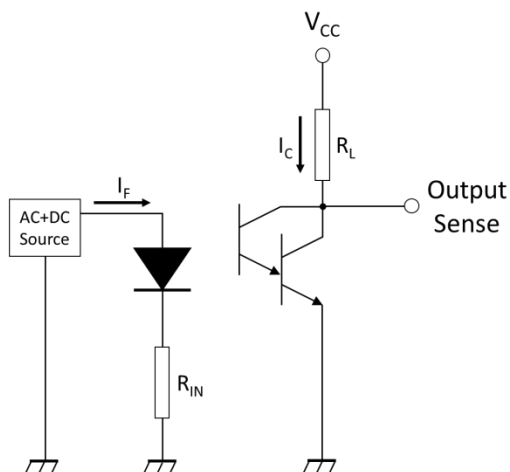 V_CC
I_C
R_L
I_F
Output
Sense
AC+DC
Source
R_IN